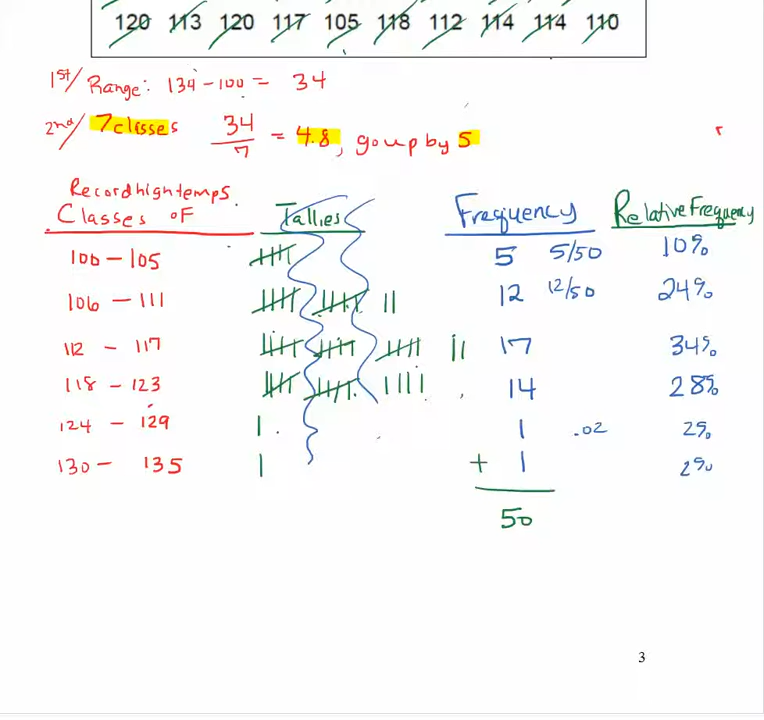 120 113 120 117 105 118 112 114 114 110
1st/ Range: 134 - 100 = 34
2nd/ 7 classes 34/7 = 4.8, go up by 5
Record high temps.
Classes of Tallies Frequency Relative Frequency
100 - 105 5 5/50 10%
106 - 111 12 12/50 24%
112 - 117 17 34%
118 - 123 14 28%
124 - 129 1 .02 2%
130 - 135 + 1 2%
50
3